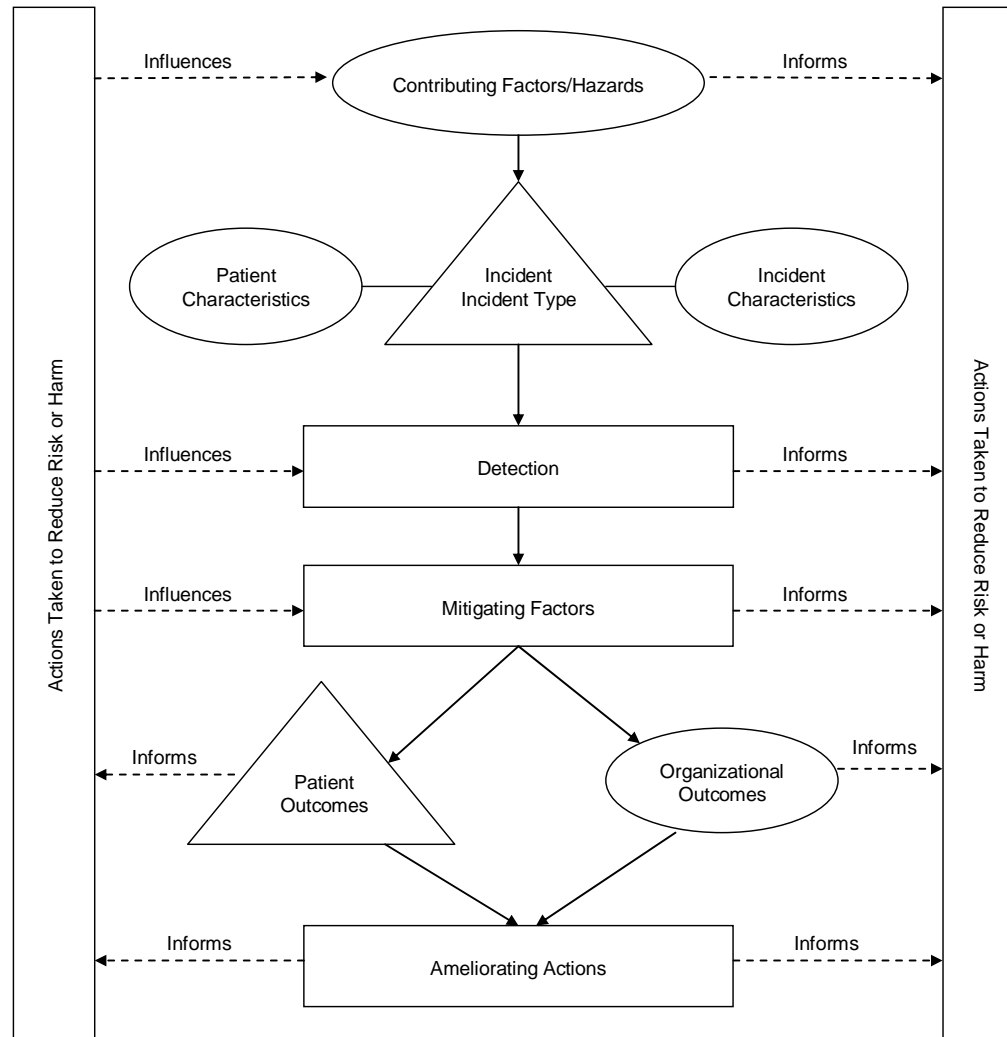 Influences
Informs
Contributing Factors/Hazards
Patient
Characteristics
Incident
Incident Type
Incident
Characteristics
Actions Taken to Reduce Risk or Harm
Actions Taken to Reduce Risk or Harm
Influences
Detection
Informs
Influences
Mitigating Factors
Informs
Informs
Patient
Outcomes
Organizational
Outcomes
Informs
Informs
Ameliorating Actions
Informs